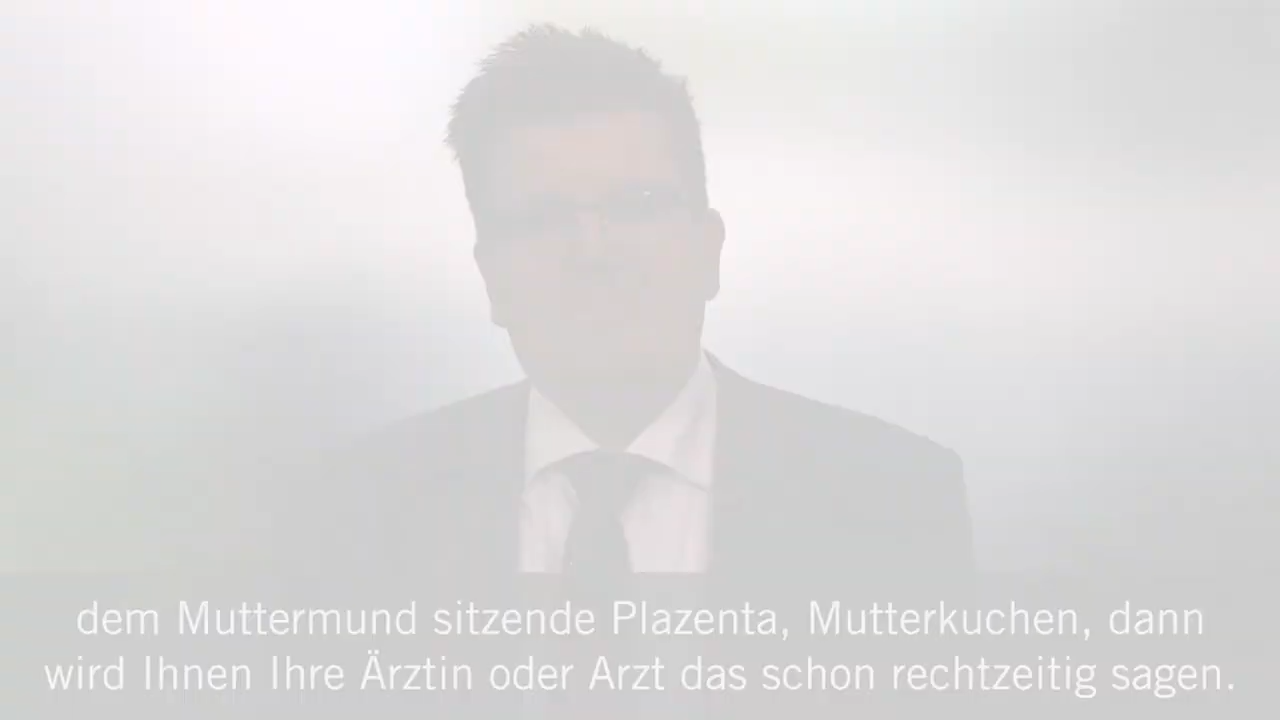 dem Muttermund sitzende Plazenta, Mutterkuchen, dann
wird Ihnen Ihre Ärztin oder Arzt das schon rechtzeitig sagen.